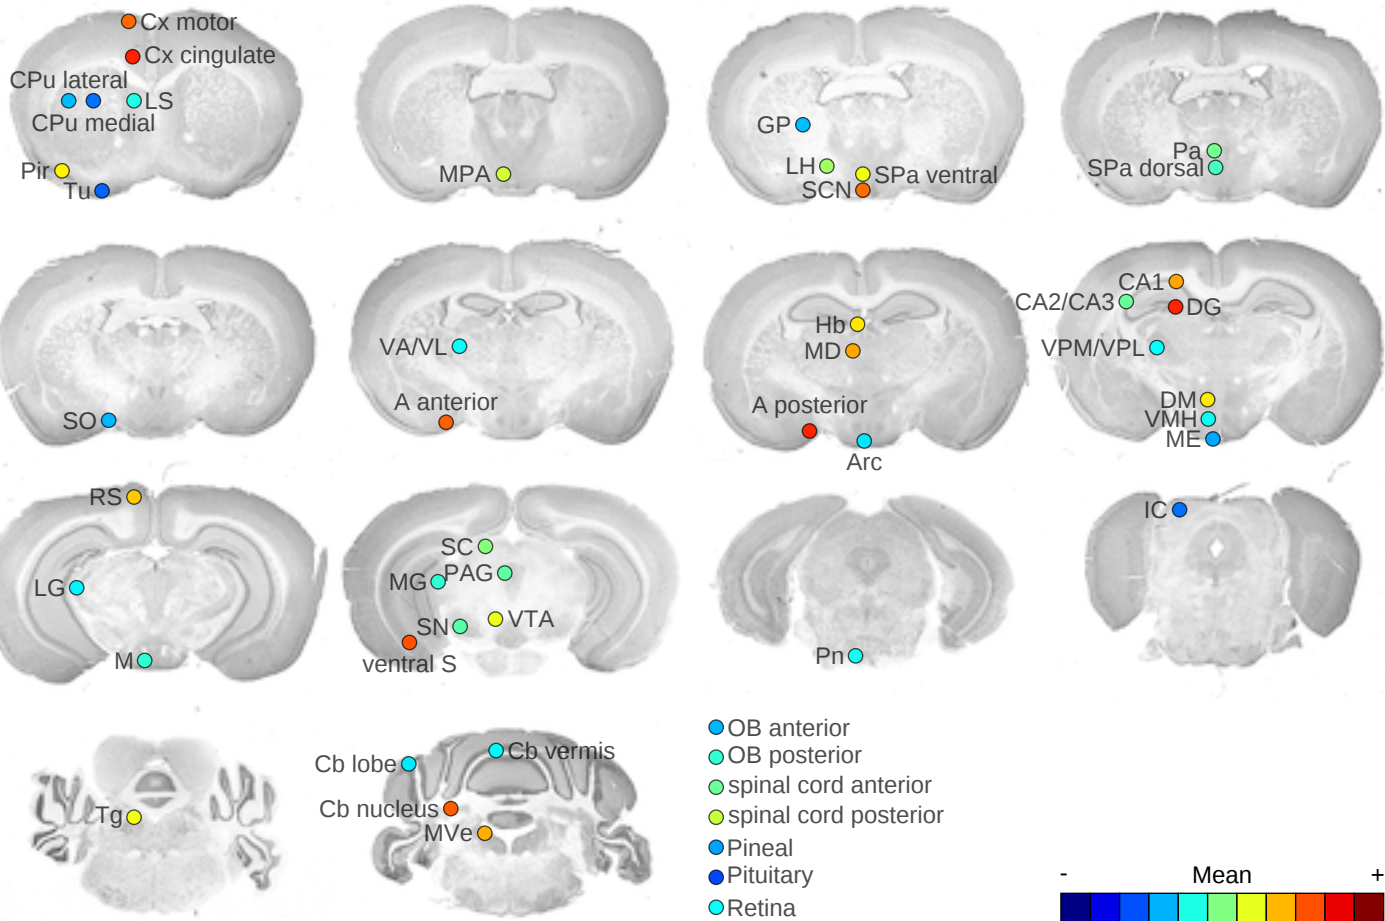 Cx motor
Cx cingulate
CPu lateral
LS
CPu medial
Pir
Tu
MPA
GP
LH
SPa ventral
SCN
Pa
SPa dorsal
SO
VA/VL
A anterior
Hb
MD
A posterior
Arc
CA1
CA2/CA3
DG
VPM/VPL
DM
VMH
ME
RS
LG
M
SC
MG
PAG
SN
VTA
ventral S
Pn
IC
Tg
Cb lobe
Cb vermis
Cb nucleus
MVe
OB anterior
OB posterior
spinal cord anterior
spinal cord posterior
Pineal
Pituitary
Retina
- Mean +